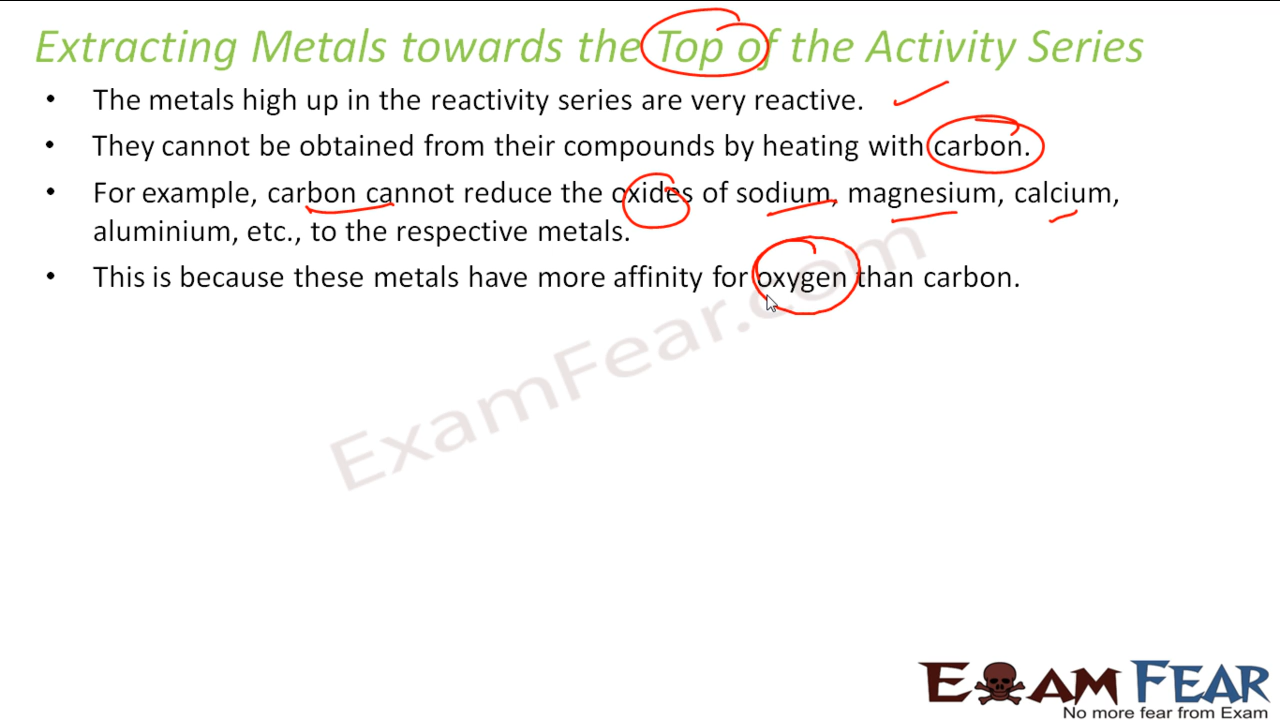 Extracting Metals towards the Top of the Activity Series
• The metals high up in the reactivity series are very reactive.
• They cannot be obtained from their compounds by heating with carbon.
• For example, carbon cannot reduce the oxides of sodium, magnesium, calcium,
aluminium, etc., to the respective metals.
• This is because these metals have more affinity for oxygen than carbon.
ExamFear.com
EXAM FEAR
No more fear from Exam